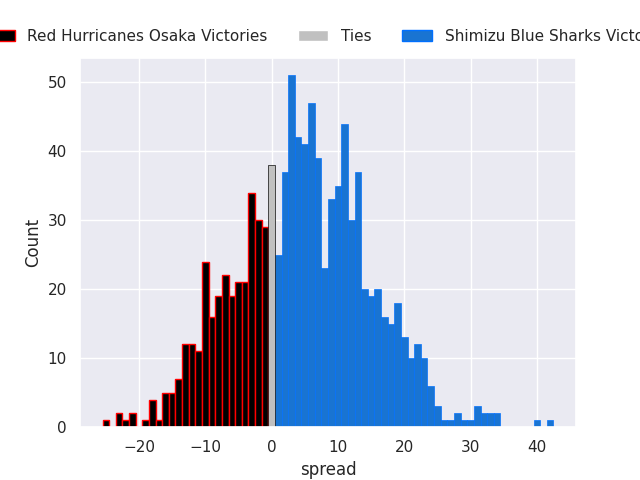 Red Hurricanes Osaka Victories Ties Shimizu Blue Sharks
50
40
30
20
10
0
Count
−20 −10 0 10 20 30 40
spread